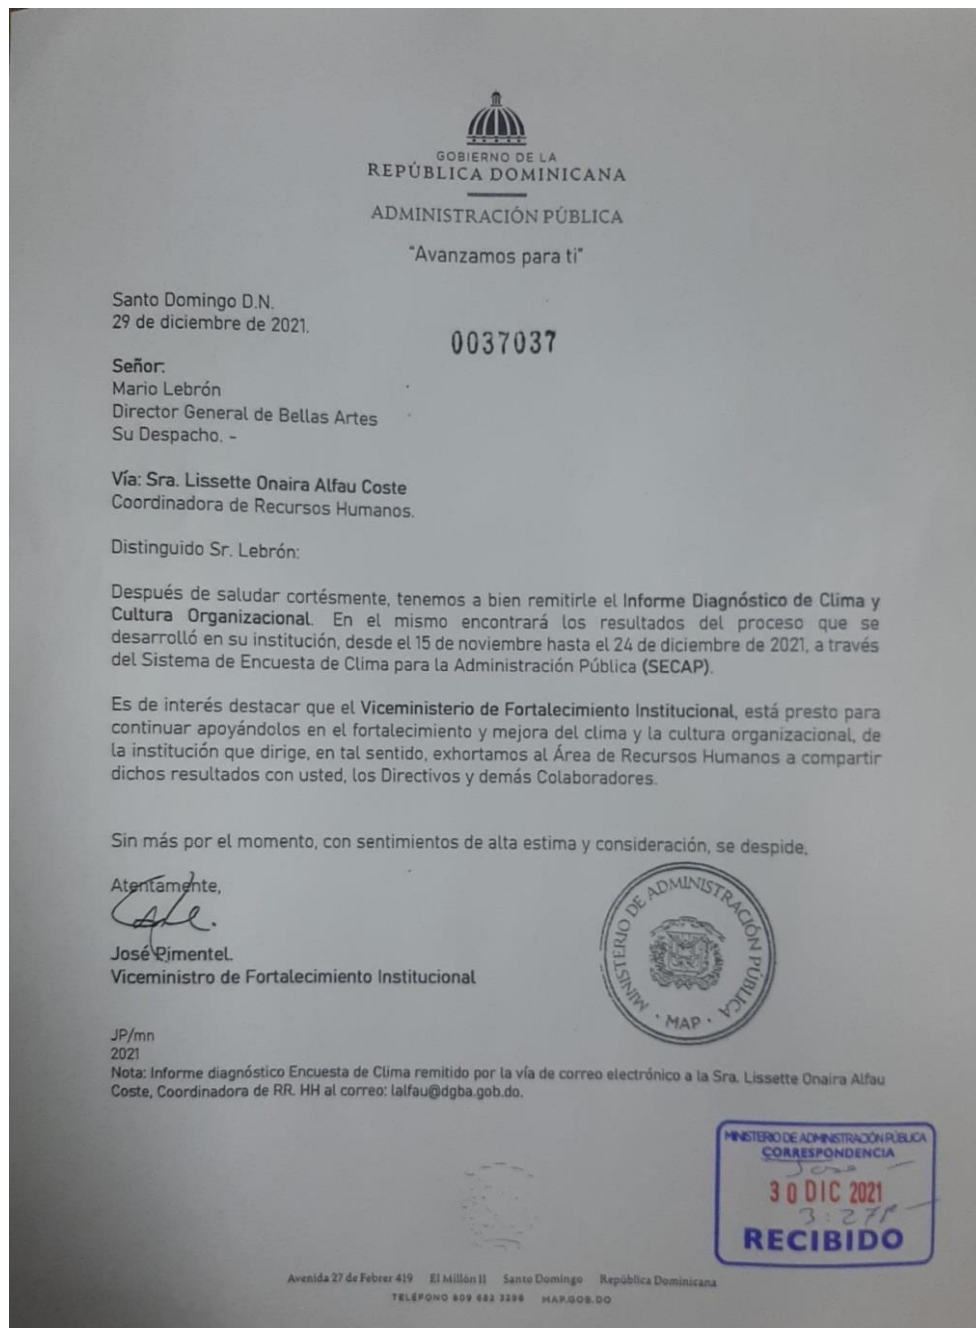 GOBIERNO DE LA
REPÚBLICA DOMINICANA
ADMINISTRACIÓN PÚBLICA
"Avanzamos para ti"
Santo Domingo D.N.
29 de diciembre de 2021.
0037037
Señor:
Mario Lebrón
Director General de Bellas Artes
Su Despacho. -
Vía: Sra. Lissette Onaira Alfau Coste
Coordinadora de Recursos Humanos.
Distinguido Sr. Lebrón:
Después de saludar cortésmente, tenemos a bien remitirle el Informe Diagnóstico de Clima y
Cultura Organizacional. En el mismo encontrará los resultados del proceso que se
desarrolló en su institución, desde el 15 de noviembre hasta el 24 de diciembre de 2021, a través
del Sistema de Encuesta de Clima para la Administración Pública (SECAP).
Es de interés destacar que el Viceministerio de Fortalecimiento Institucional, está presto para
continuar apoyándolos en el fortalecimiento y mejora del clima y la cultura organizacional, de
la institución que dirige, en tal sentido, exhortamos al Área de Recursos Humanos a compartir
dichos resultados con usted, los Directivos y demás Colaboradores.
Sin más por el momento, con sentimientos de alta estima y consideración, se despide,
Atentamente,
José Pimentel.
Viceministro de Fortalecimiento Institucional
MINISTERIO DE ADMINISTRACIÓN PÚBLICA
· MAP ·
JP/mn
2021
Nota: Informe diagnóstico Encuesta de Clima remitido por la vía de correo electrónico a la Sra. Lissette Onaira Alfau
Coste, Coordinadora de RR. HH al correo: lalfau@dgba.gob.do.
MINISTERIO DE ADMINISTRACIÓN PÚBLICA
CORRESPONDENCIA
José
30 DIC 2021
3:27P
RECIBIDO
Avenida 27 de Febrer 419 El Millón II Santo Domingo República Dominicana
TELÉFONO 809 682 3298 MAP.GOB.DO